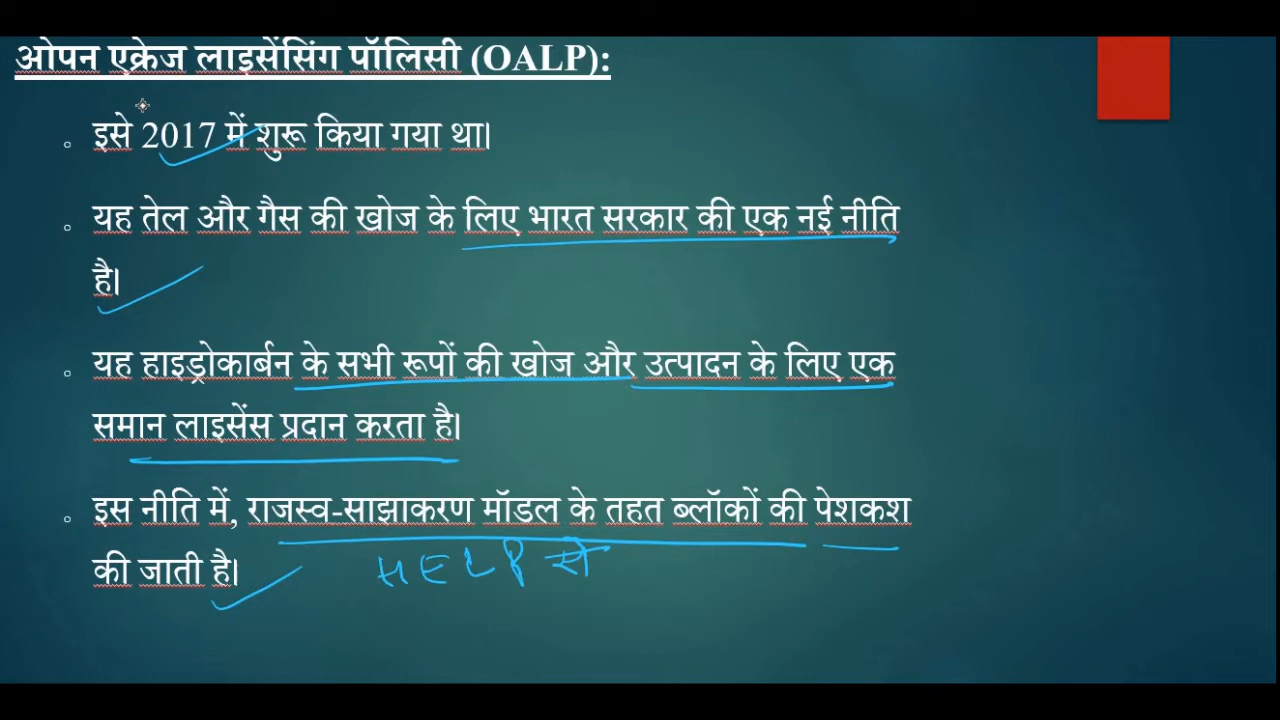 ओपन एक्रेज लाइसेंसिंग पॉलिसी (OALP):
इसे 2017 में शुरू किया गया था।
यह तेल और गैस की खोज के लिए भारत सरकार की एक नई नीति
है।
यह हाइड्रोकार्बन के सभी रूपों की खोज और उत्पादन के लिए एक
समान लाइसेंस प्रदान करता है।
इस नीति में, राजस्व-साझाकरण मॉडल के तहत ब्लॉकों की पेशकश
की जाती है।
HELP से